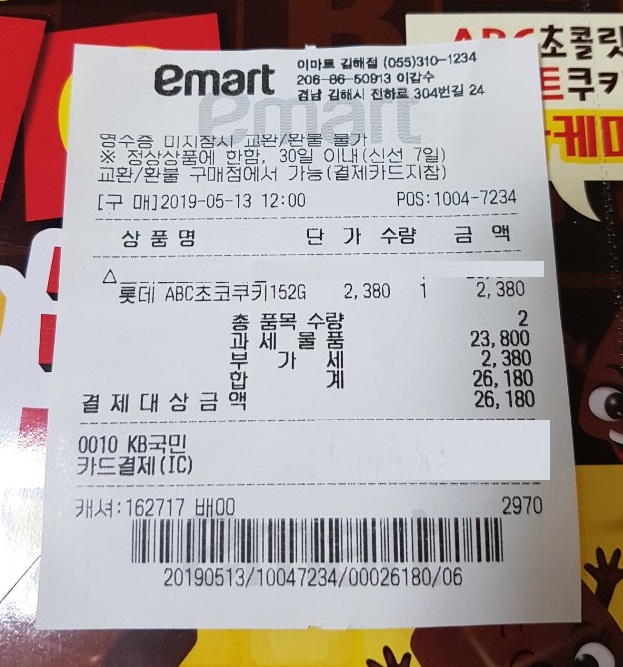 emart
이마트 김해점 (055)310-1234
206-86-50913 이갑수
경남 김해시 진하로 304번길 24
emart
영수증 미지참시 교환/환불 불가
※ 정상상품에 한함, 30일 이내(신선 7일)
교환/환불 구매점에서 가능(결제카드지참)
[구 매]2019-05-13 12:00 POS:1004-7234
상 품 명 단 가 수량 금 액
△
롯데 ABC초코쿠키152G 2,380 1 2,380
총 품목 수량 2
과 세 물 품 23,800
부 가 세 2,380
합 계 26,180
결 제 대 상 금 액 26,180
0010 KB국민
카드결제(IC)
캐셔:162717 배00 2970
20190513/10047234/00026180/06
ABC초콜릿
트쿠키
케미